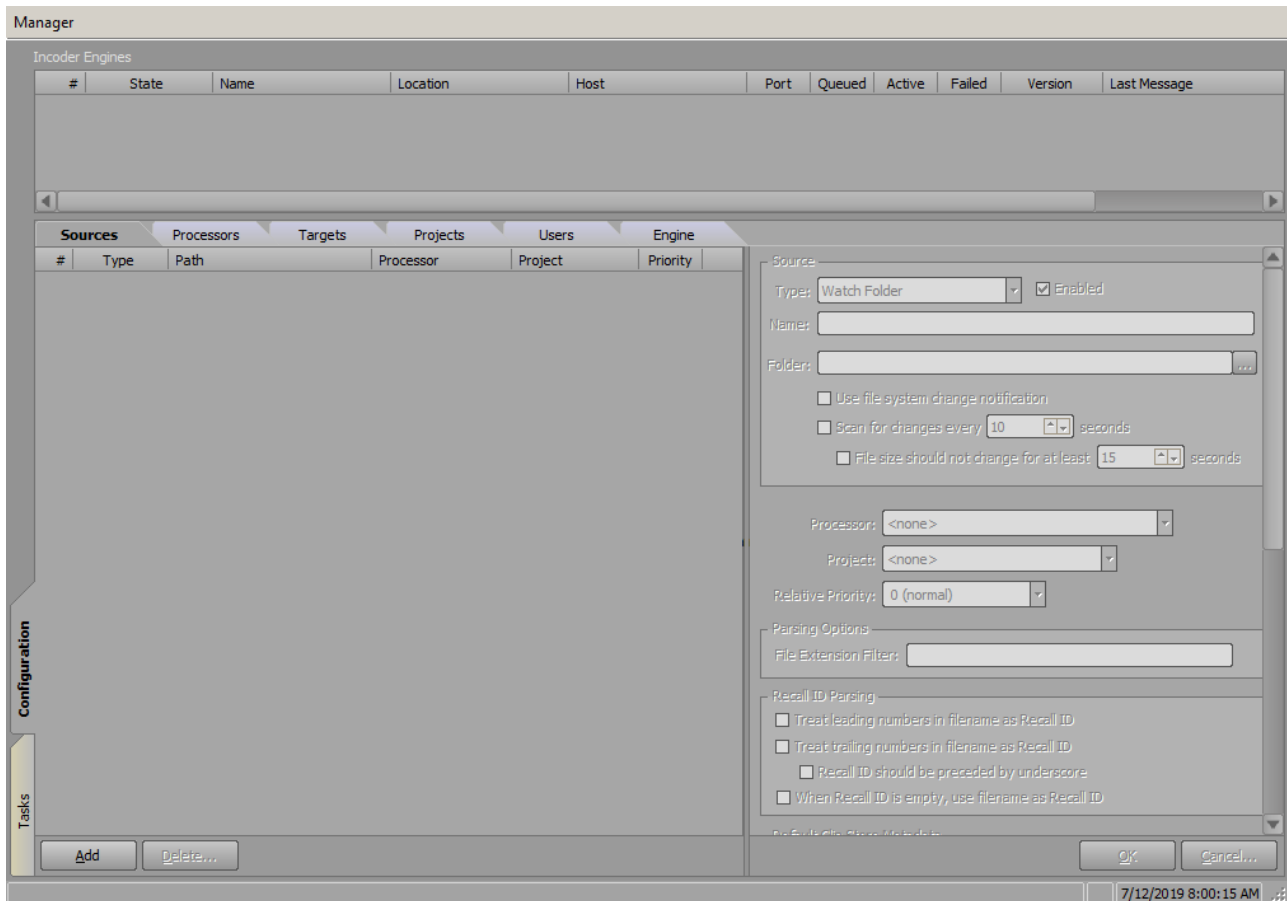 Manager
Incoder Engines
# State Name Location Host Port Queued Active Failed Version Last Message
Sources Processors Targets Projects Users Engine
# Type Path Processor Project Priority
Source
Type: Watch Folder Enabled
Name:
Folder: ...
Use file system change notification
Scan for changes every 10 seconds
File size should not change for at least 15 seconds
Processor: <none>
Project: <none>
Relative Priority: 0 (normal)
Parsing Options
File Extension Filter:
Recall ID Parsing
Treat leading numbers in filename as Recall ID
Treat trailing numbers in filename as Recall ID
Recall ID should be preceded by underscore
When Recall ID is empty, use filename as Recall ID
Default Clip Store Metadata
Configuration
Tasks
Add Delete... OK Cancel...
7/12/2019 8:00:15 AM